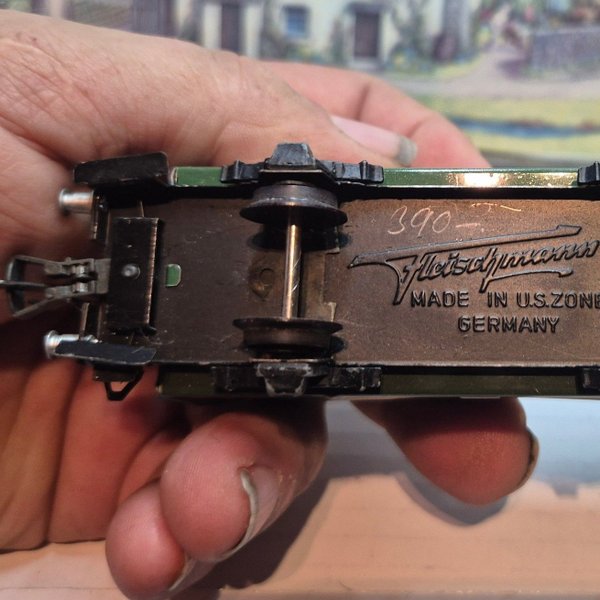 390-
Fleischmann
MADE IN U.S.ZONE
GERMANY